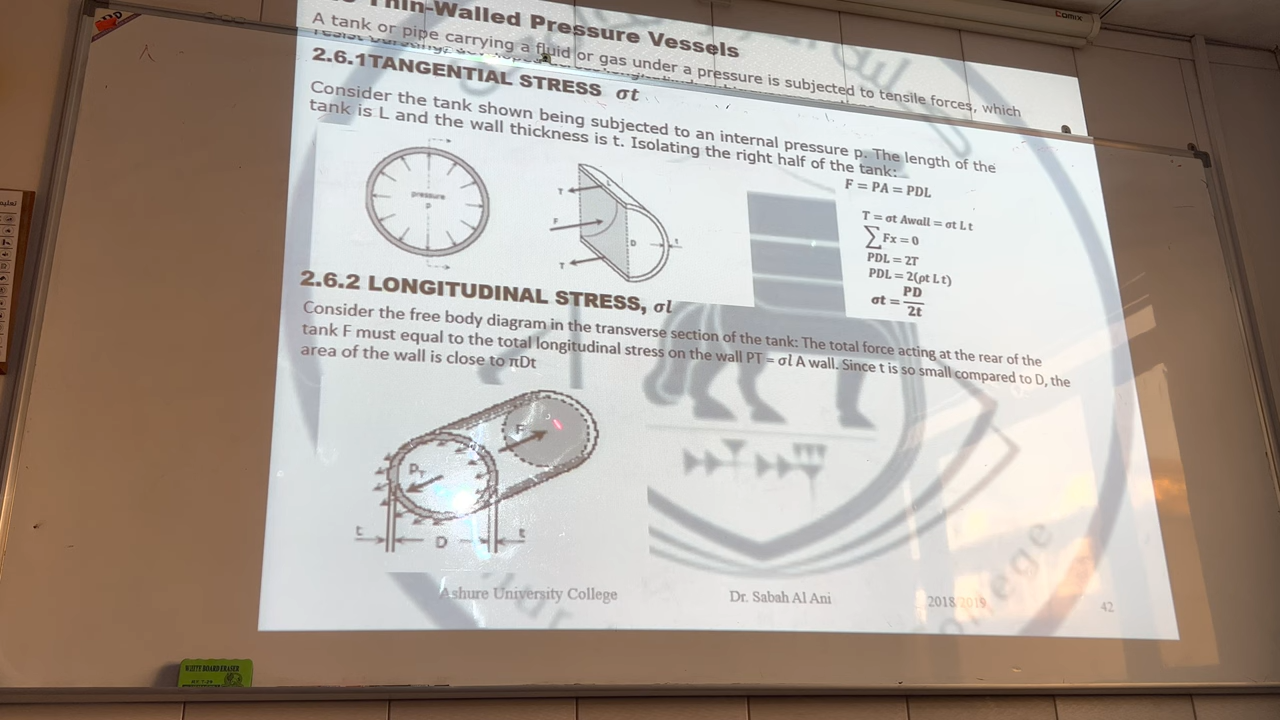 Thin-Walled Pressure Vessels
A tank or pipe carrying a fluid or gas under a pressure is subjected to tensile forces, which
resist
2.6.1TANGENTIAL STRESS σt
Consider the tank shown being subjected to an internal pressure p. The length of the
tank is L and the wall thickness is t. Isolating the right half of the tank:
F = PA = PDL
T = σt Awall = σt L t
∑Fx = 0
PDL = 2T
PDL = 2(ρt L t)
σt = PD
2t
pressure
P
T
F
T
L
D
t
2.6.2 LONGITUDINAL STRESS, σl
Consider the free body diagram in the transverse section of the tank: The total force acting at the rear of the
tank F must equal to the total longitudinal stress on the wall PT = σl A wall. Since t is so small compared to D, the
area of the wall is close to πDt
F
PT
t
D
t
Ashure University College
Dr. Sabah Al Ani
2018/2019
42
Comix
WHITE BOARD ERASER